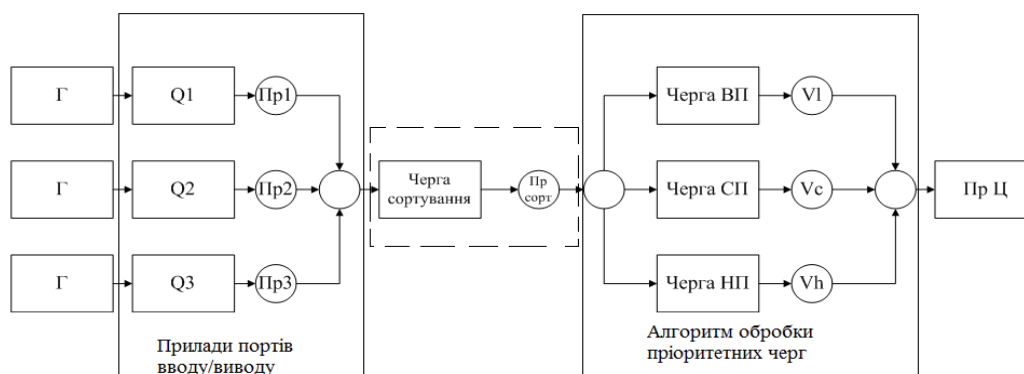 Г
Q1
Пр1
Г
Q2
Пр2
Г
Q3
Пр3
Прилади портів
вводу/виводу
Черга
сортування
Пр
сорт
Черга ВП
Vl
Черга СП
Vc
Черга НП
Vh
Алгоритм обробки
пріоритетних черг
Пр Ц